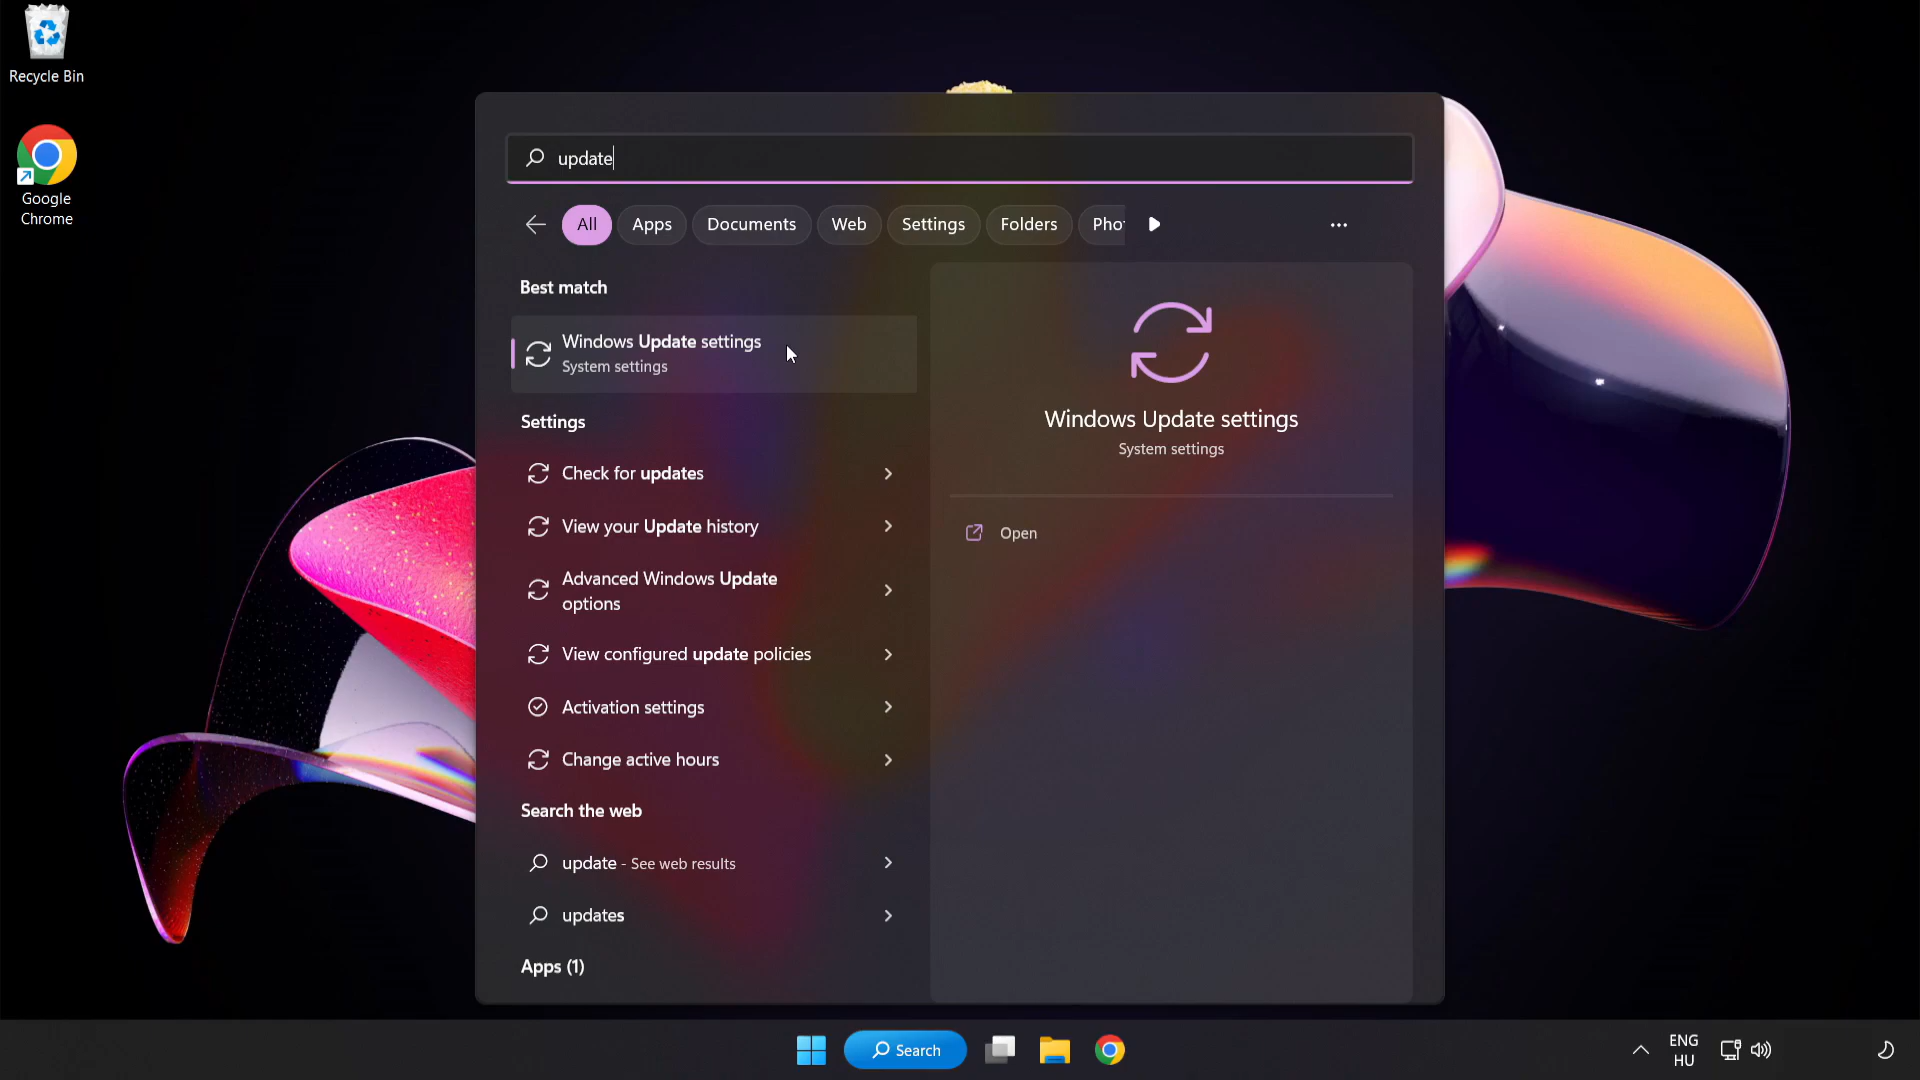 Recycle Bin
Google
Chrome
update
All
Apps
Documents
Web
Settings
Folders
Phot
Best match
Windows Update settings
System settings
Settings
Check for updates
View your Update history
Advanced Windows Update
options
View configured update policies
Activation settings
Change active hours
Search the web
update - See web results
updates
Apps (1)
Windows Update settings
System settings
Open
Search
ENG
HU